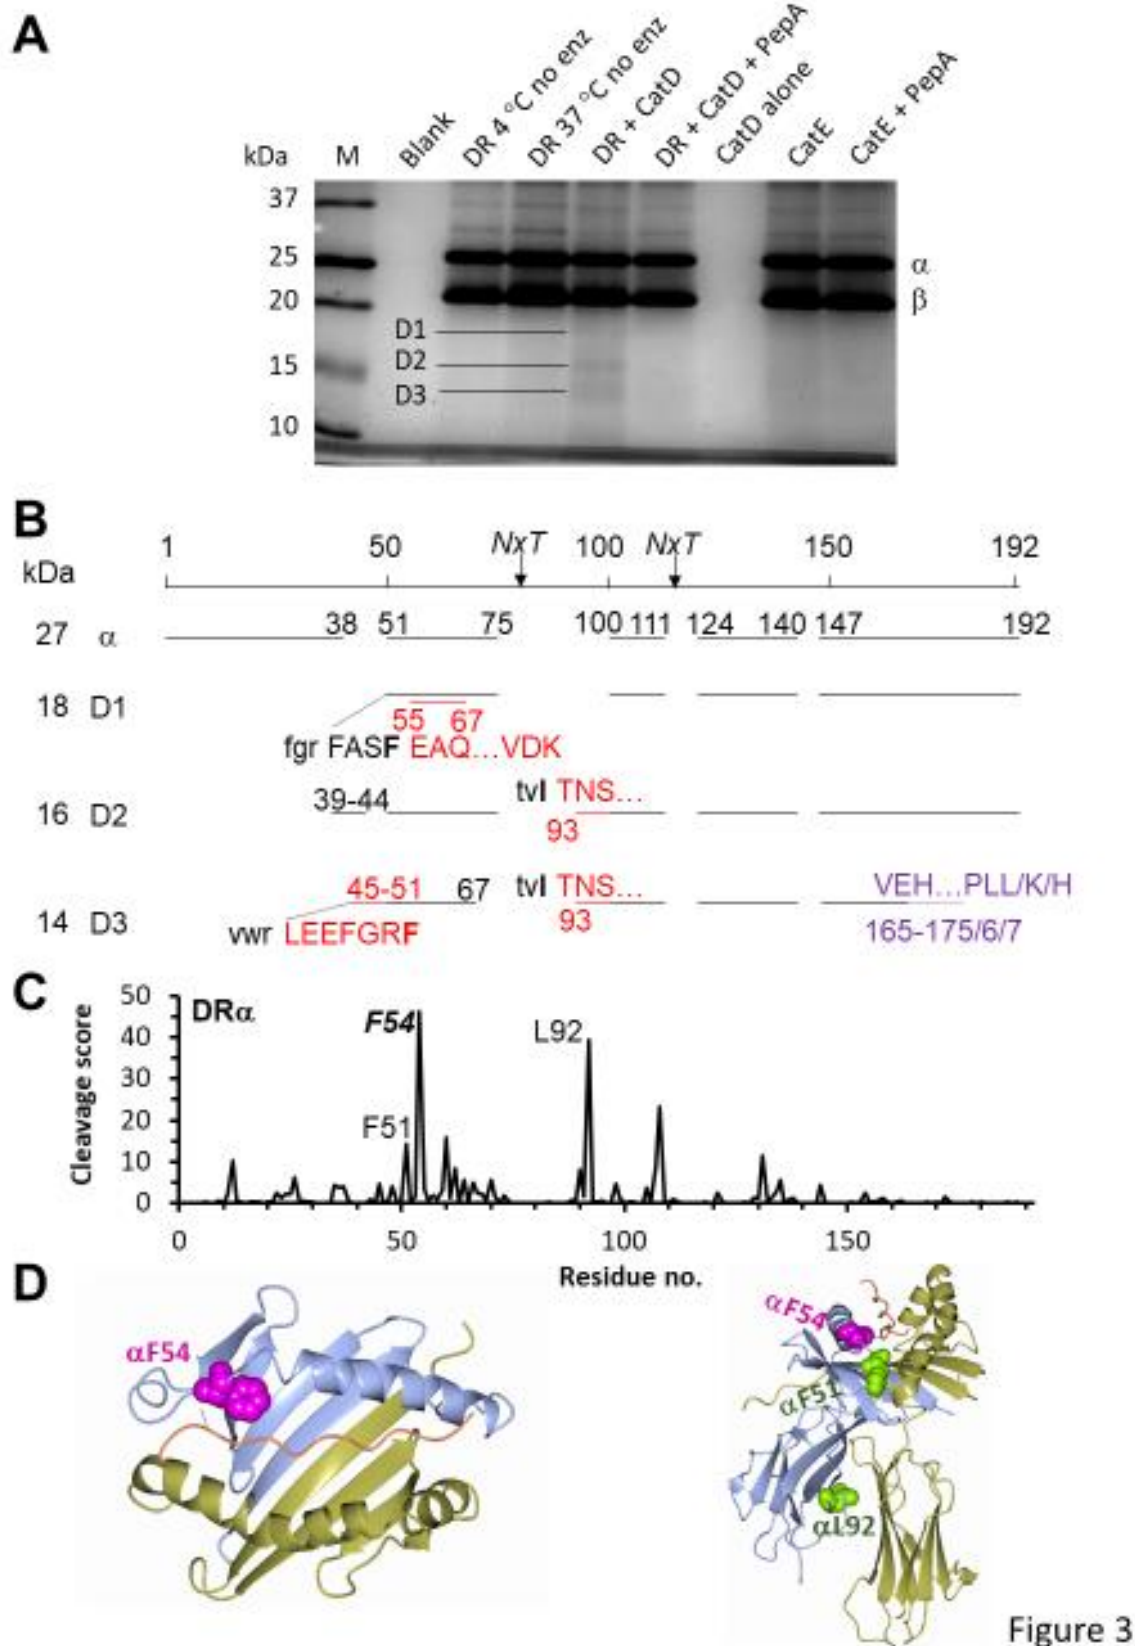 A
kDa M Blank DR 4 °C no enz DR 37 °C no enz DR + CatD DR + CatD + PepA CatD alone CatE CatE + PepA
37
25 α
20 β
D1
15 D2
D3
10
B
1 50 NxT 100 NxT 150 192
kDa
27 α 38 51 75 100 111 124 140 147 192
18 D1
55 67
fgr FASF EAQ...VDK
39-44 tvI TNS...
16 D2
93
45-51 67 tvI TNS... VEH...PLL/K/H
14 D3 vwr LEEFGRF 93 165-175/6/7
C
Cleavage score
50 DRα
40 F54 L92
30
20 F51
10
0
0 50 100 150
Residue no.
D
αF54
αF54
αF51
αL92
Figure 3